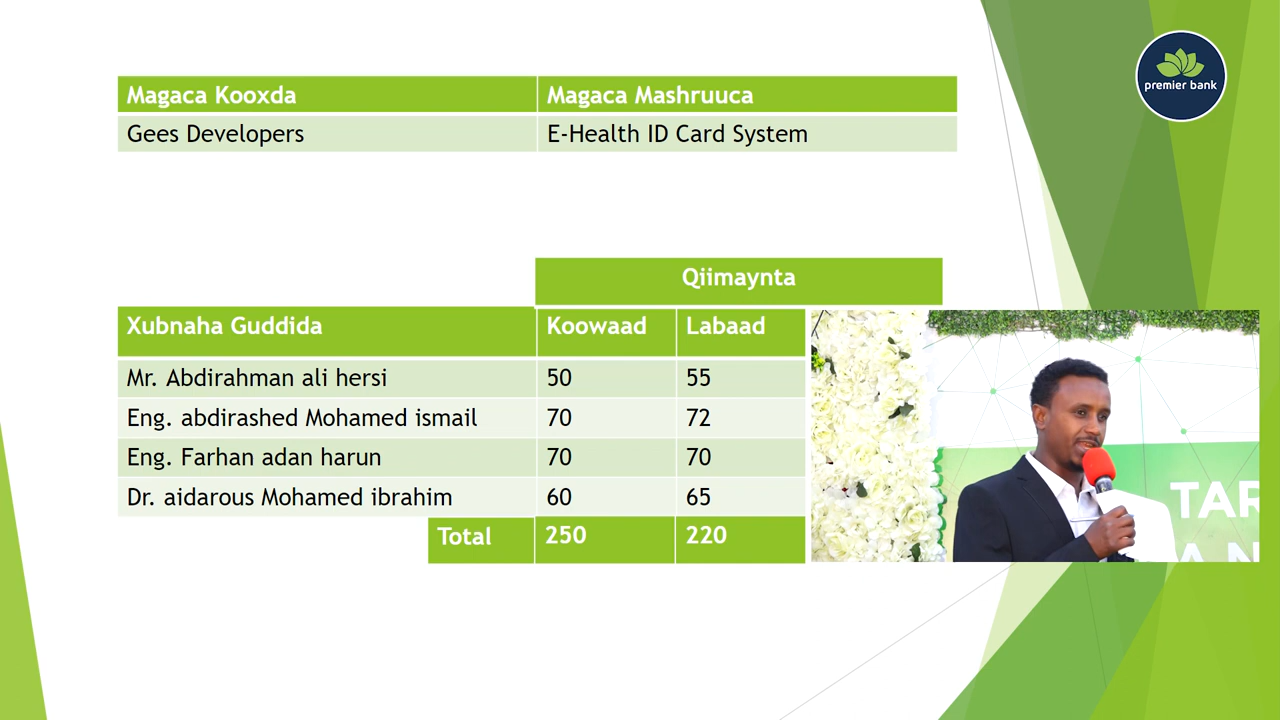 premier bank
Magaca Kooxda Magaca Mashruuca
Gees Developers E-Health ID Card System
Qiimaynta
Xubnaha Guddida Koowaad Labaad
Mr. Abdirahman ali hersi 50 55
Eng. abdirashed Mohamed ismail 70 72
Eng. Farhan adan harun 70 70
Dr. aidarous Mohamed ibrahim 60 65
Total 250 220
TAR